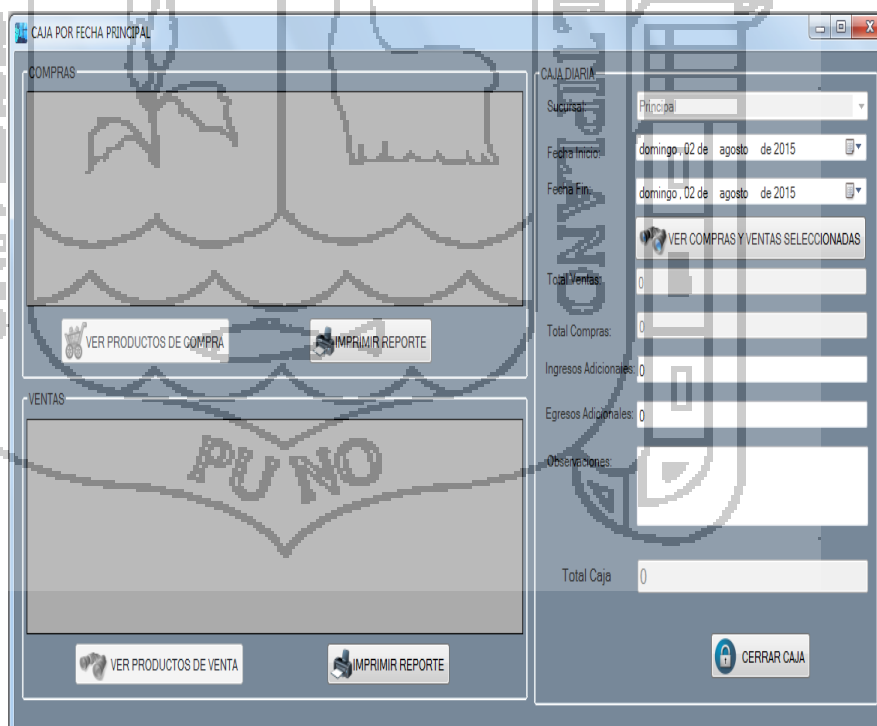 CAJA POR FECHA PRINCIPAL
COMPRAS
VER PRODUCTOS DE COMPRA
IMPRIMIR REPORTE
VENTAS
PUNO
VER PRODUCTOS DE VENTA
IMPRIMIR REPORTE
CAJA DIARIA
Sucursal: Principal
Fecha Inicio: domingo , 02 de agosto de 2015
Fecha Fin: domingo , 02 de agosto de 2015
VER COMPRAS Y VENTAS SELECCIONADAS
Total Ventas: 0
Total Compras: 0
Ingresos Adicionales: 0
Egresos Adicionales: 0
Observaciones:
Total Caja 0
CERRAR CAJA